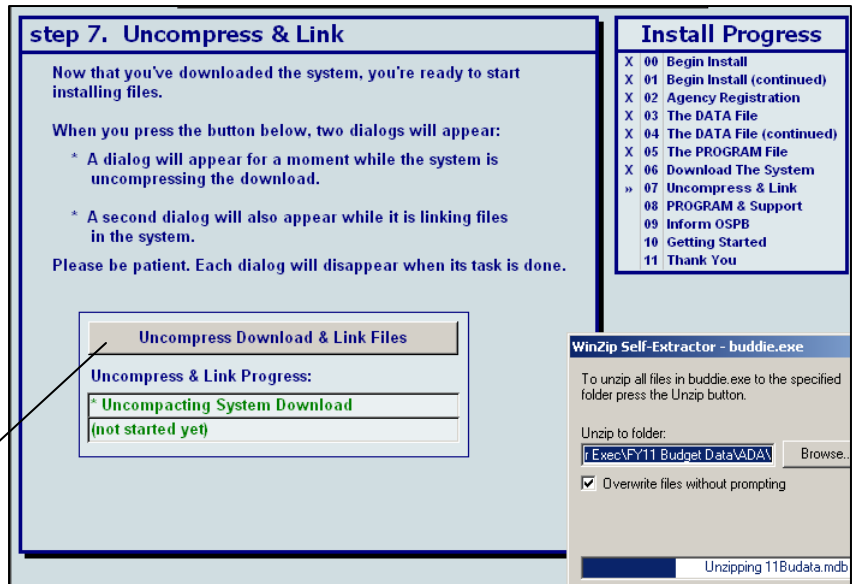 step 7. Uncompress & Link
Now that you've downloaded the system, you're ready to start
installing files.
When you press the button below, two dialogs will appear:
* A dialog will appear for a moment while the system is
uncompressing the download.
* A second dialog will also appear while it is linking files
in the system.
Please be patient. Each dialog will disappear when its task is done.
Uncompress Download & Link Files
Uncompress & Link Progress:
* Uncompacting System Download
(not started yet)
Install Progress
X 00 Begin Install
X 01 Begin Install (continued)
X 02 Agency Registration
X 03 The DATA File
X 04 The DATA File (continued)
X 05 The PROGRAM File
X 06 Download The System
» 07 Uncompress & Link
08 PROGRAM & Support
09 Inform OSPB
10 Getting Started
11 Thank You
WinZip Self-Extractor - buddie.exe
To unzip all files in buddie.exe to the specified
folder press the Unzip button.
Unzip to folder:
r Exec\FY11 Budget Data\ADA\
Browse..
Overwrite files without prompting
Unzipping 11Budata.mdb